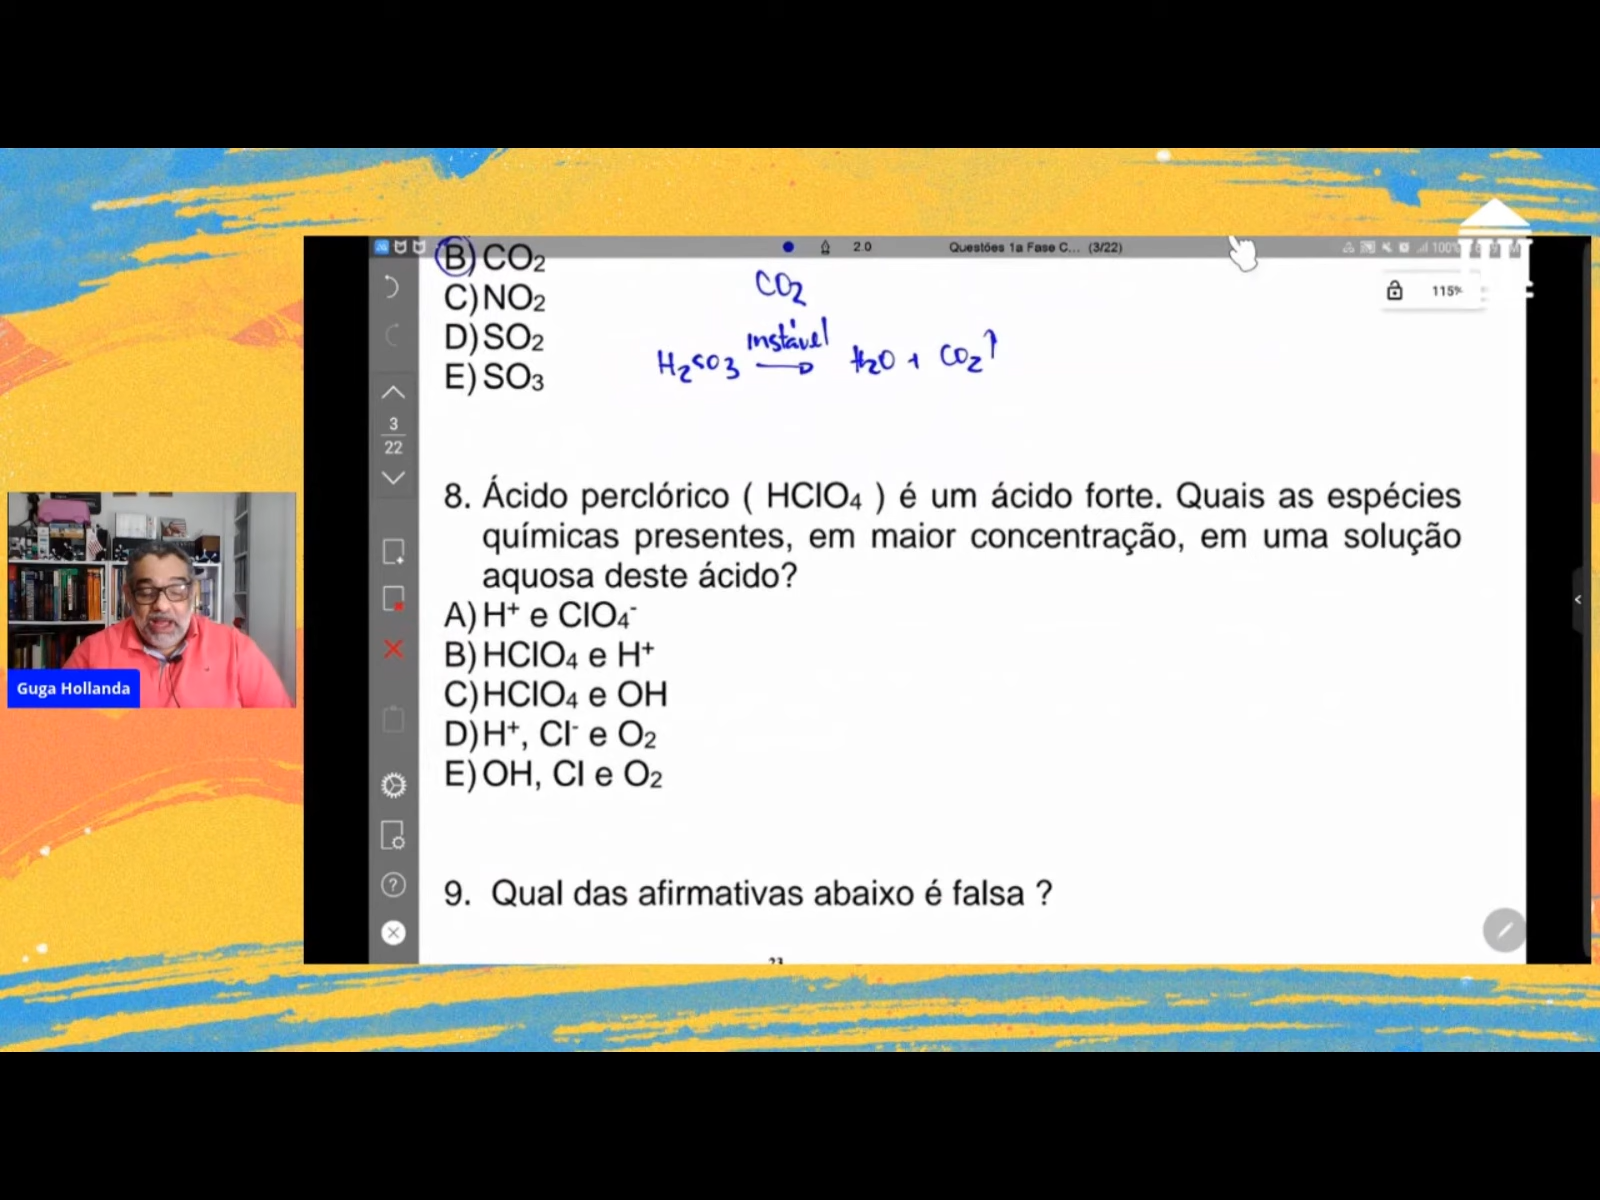 2.0 Questões 1a Fase C... (3/22) 100%
B) CO2
115%
CO2
C) NO2
D) SO2
instável
H2SO3 → H2O + CO2↑
E) SO3
3
22
8. Ácido perclórico ( HClO4 ) é um ácido forte. Quais as espécies
químicas presentes, em maior concentração, em uma solução
aquosa deste ácido?
A) H+ e ClO4-
B) HClO4 e H+
C) HClO4 e OH
D) H+, Cl- e O2
E) OH, Cl e O2
Guga Hollanda
9. Qual das afirmativas abaixo é falsa ?